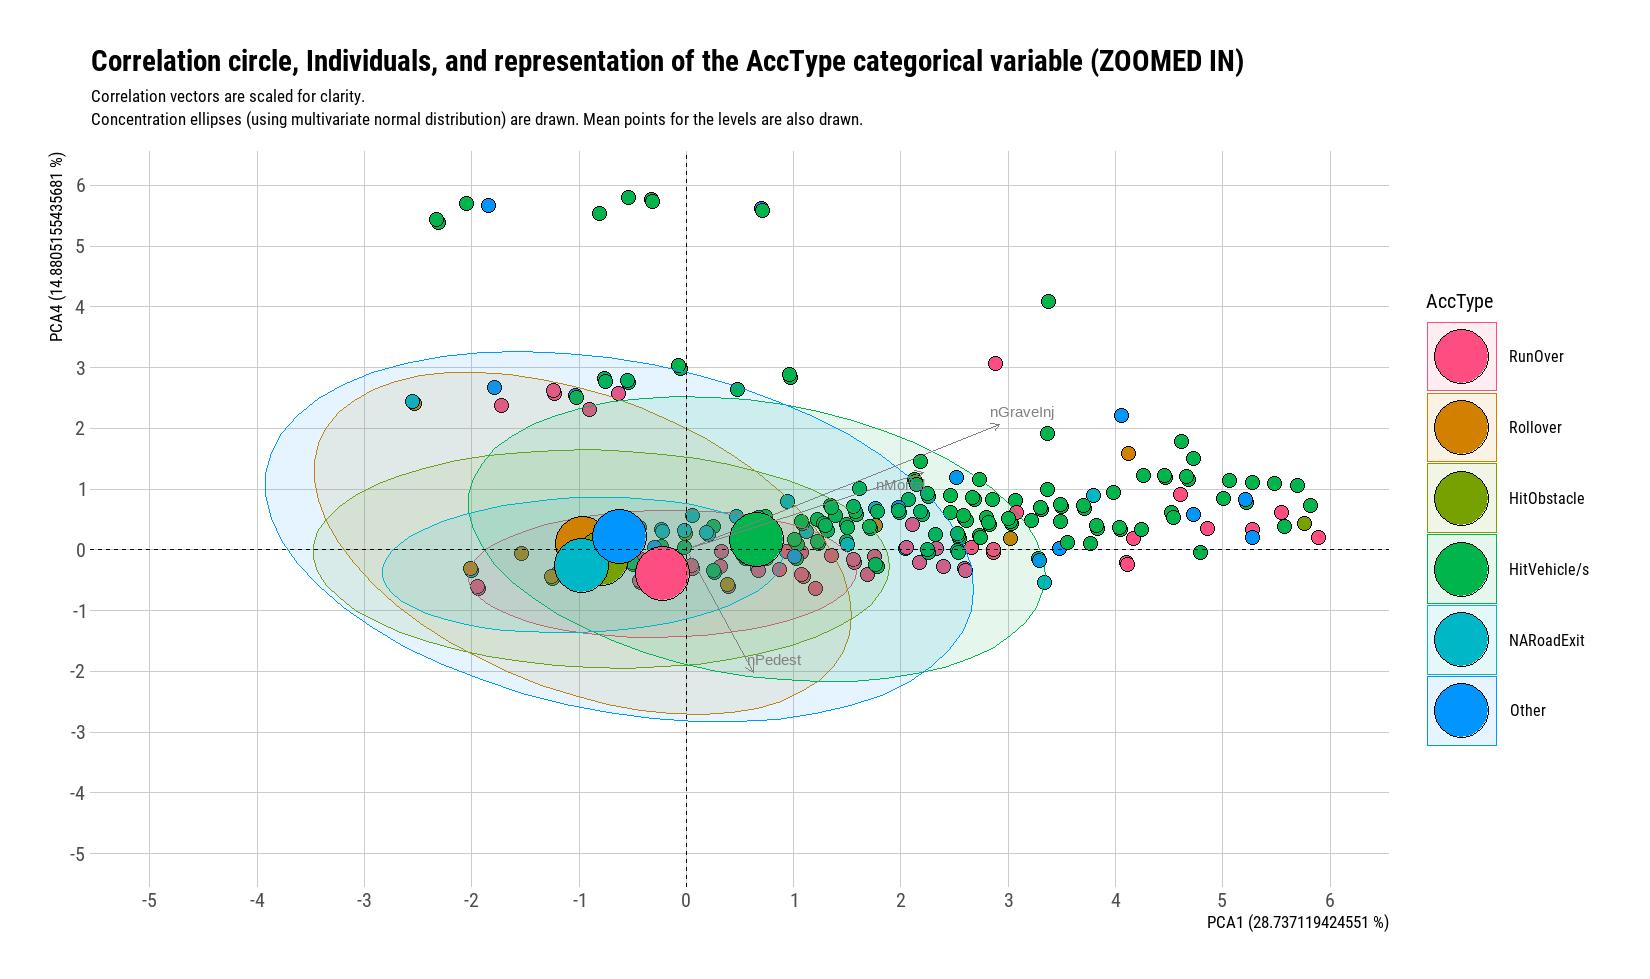 Correlation circle, Individuals, and representation of the AccType categorical variable (ZOOMED IN)
Correlation vectors are scaled for clarity.
Concentration ellipses (using multivariate normal distribution) are drawn. Mean points for the levels are also drawn.
PCA4 (14.8805155435681 %)
6
5
4
3
2
1
0
-1
-2
-3
-4
-5
nGraveInj
nPedest
-5
-4
-3
-2
-1
0
1
2
3
4
5
6
PCA1 (28.737119424551 %)
AccType
RunOver
Rollover
HitObstacle
HitVehicle/s
NARoadExit
Other